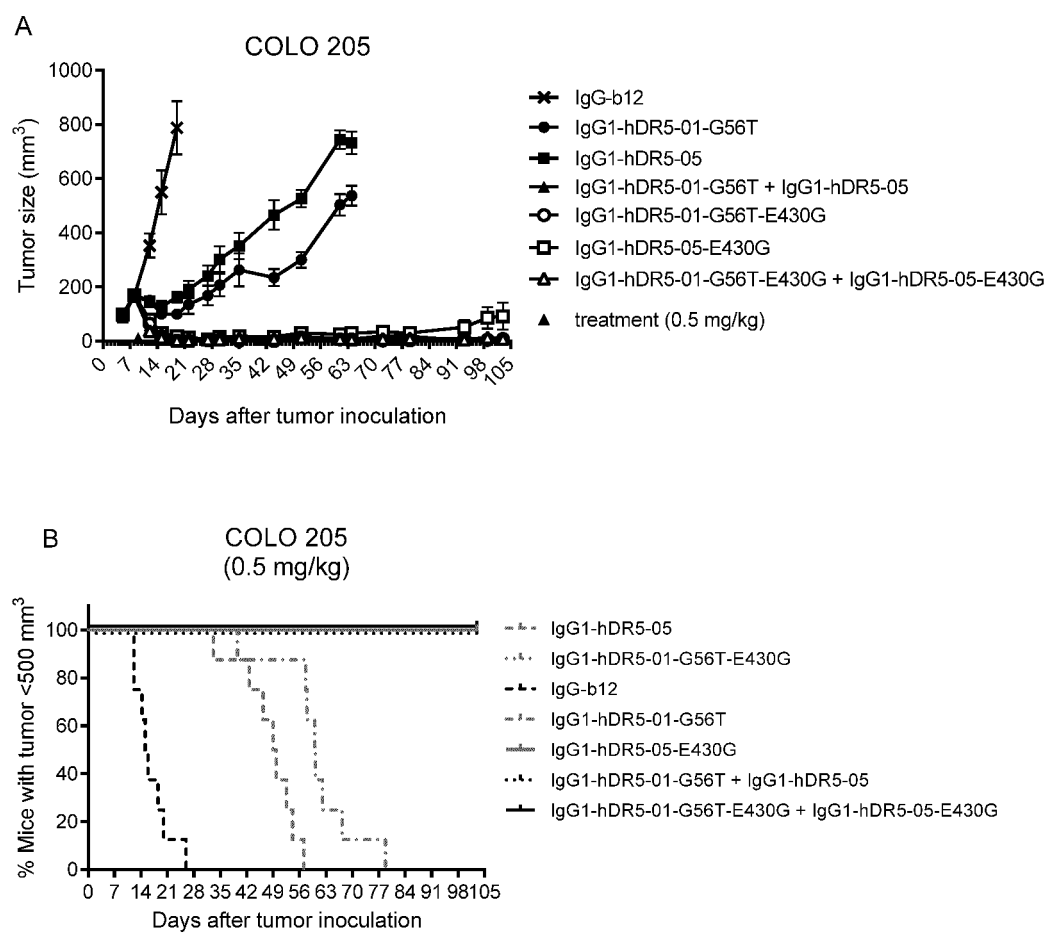 A
COLO 205
Tumor size (mm³)
1000
800
600
400
200
0
0 7 14 21 28 35 42 49 56 63 70 77 84 91 98 105
Days after tumor inoculation
IgG-b12
IgG1-hDR5-01-G56T
IgG1-hDR5-05
IgG1-hDR5-01-G56T + IgG1-hDR5-05
IgG1-hDR5-01-G56T-E430G
IgG1-hDR5-05-E430G
IgG1-hDR5-01-G56T-E430G + IgG1-hDR5-05-E430G
treatment (0.5 mg/kg)
B
COLO 205
(0.5 mg/kg)
% Mice with tumor <500 mm³
100
80
60
40
20
0
0 7 14 21 28 35 42 49 56 63 70 77 84 91 98 105
Days after tumor inoculation
IgG1-hDR5-05
IgG1-hDR5-01-G56T-E430G
IgG-b12
IgG1-hDR5-01-G56T
IgG1-hDR5-05-E430G
IgG1-hDR5-01-G56T + IgG1-hDR5-05
IgG1-hDR5-01-G56T-E430G + IgG1-hDR5-05-E430G